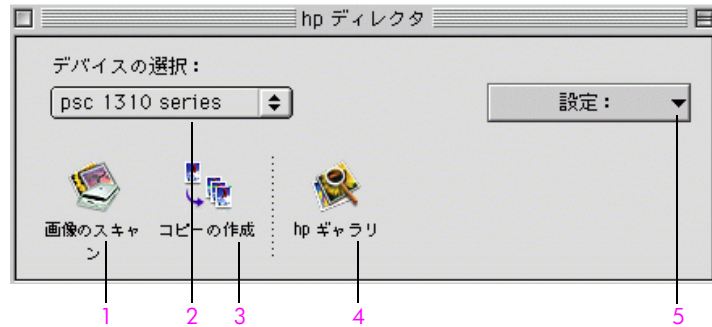 hp ディレクタ
デバイスの選択：
psc 1310 series
設定：
画像のスキャ
ン
コピーの作成
hp ギャラリ
1 2 3 4 5